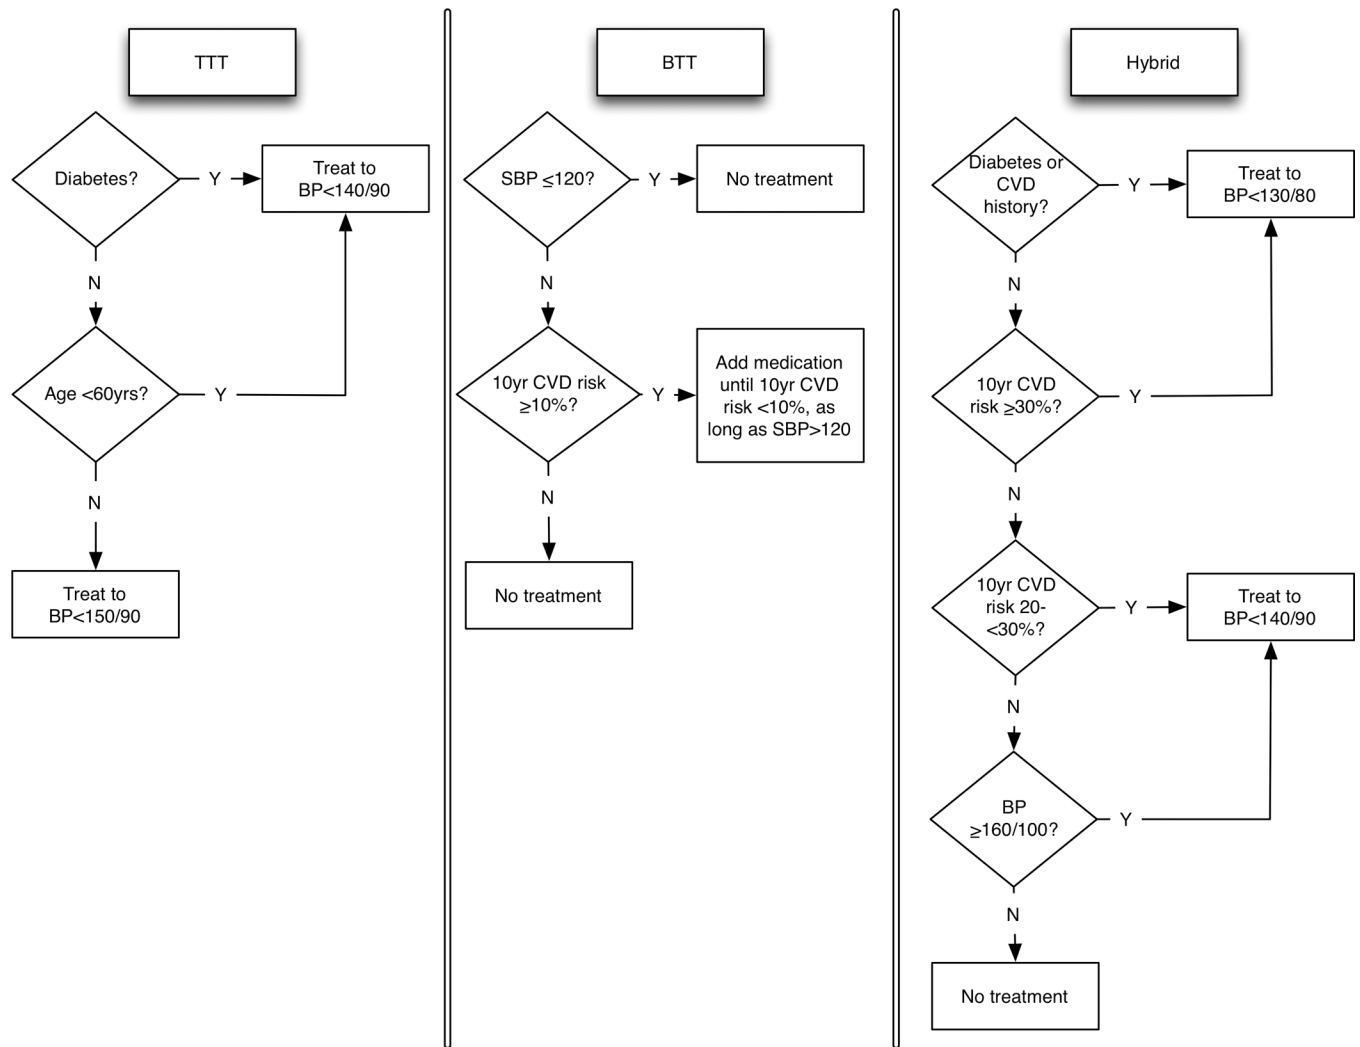 TTT
Diabetes?
Y
Treat to
BP<140/90
N
Age <60yrs?
Y
N
Treat to
BP<150/90
BTT
SBP ≤120?
Y
No treatment
N
10yr CVD risk
≥10%?
Y
Add medication
until 10yr CVD
risk <10%, as
long as SBP>120
N
No treatment
Hybrid
Diabetes or
CVD
history?
Y
Treat to
BP<130/80
N
10yr CVD
risk ≥30%?
Y
N
10yr CVD
risk 20-
<30%?
Y
Treat to
BP<140/90
N
BP
≥160/100?
Y
N
No treatment